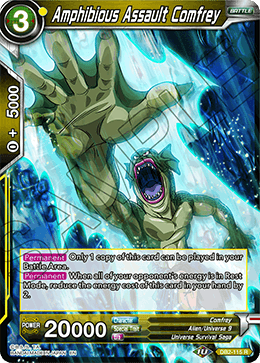 3
Amphibious Assault Comfrey
BATTLE
0 + 5000
Permanent Only 1 copy of this card can be played in your
Battle Area.
Permanent When all of your opponent's energy is in Rest
Mode, reduce the energy cost of this card in your hand
by 2.
POWER
20000
Character
Comfrey
Special Trait
Alien/Universe 9
Era
Universe Survival Saga
DB2-115 R